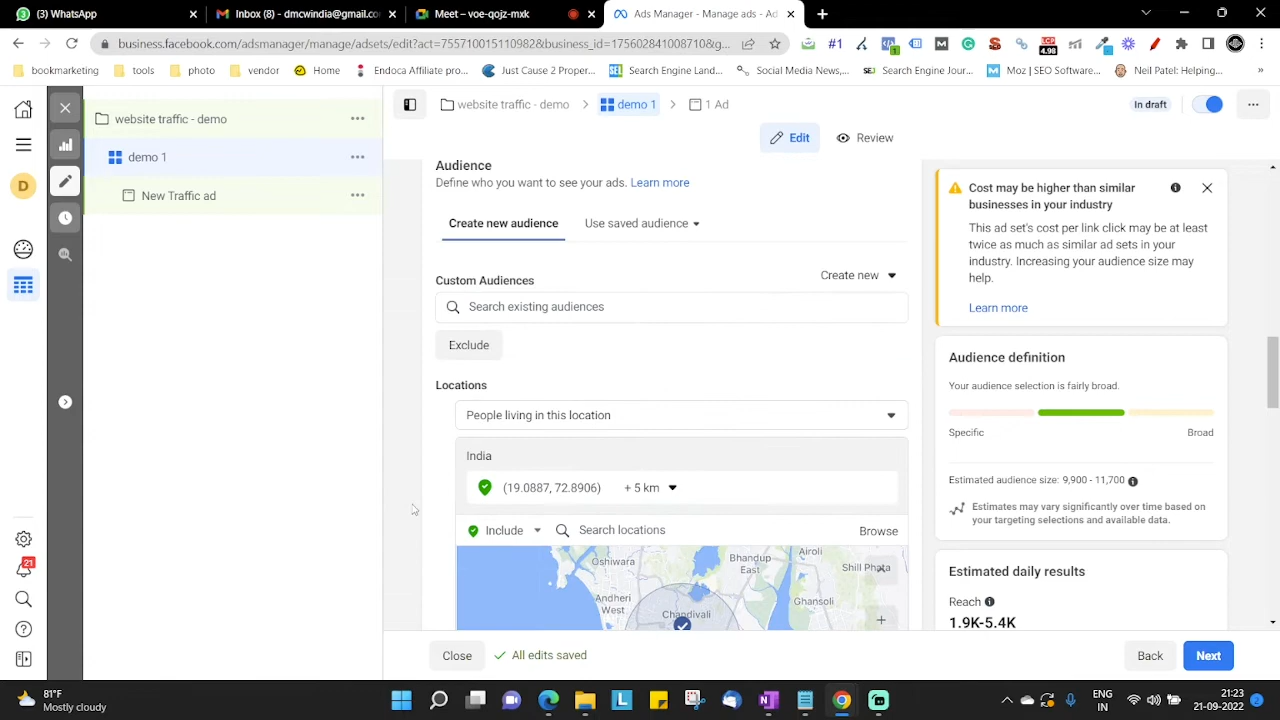 WhatsApp
Inbox (8) - dmcwindia@gmail.co
Meet – voe-qojz-mxk
Ads Manager - Manage ads - Ad
business.facebook.com/adsmanager/manage/adsets/edit?act=755710015110982&business_id=175602841008710&g...
#1
4.98
bookmarketing
tools
photo
vendor
Home
Endoca Affiliate pro...
Just Cause 2 Proper...
Search Engine Land...
Social Media News,...
Search Engine Jour...
Moz | SEO Software...
Neil Patel: Helping...
»
website traffic - demo
demo 1
New Traffic ad
website traffic - demo
demo 1
1 Ad
In draft
Edit
Review
D
21
Audience
Define who you want to see your ads. Learn more
Create new audience
Use saved audience
Custom Audiences
Create new
Search existing audiences
Exclude
Locations
People living in this location
India
(19.0887, 72.8906) + 5 km
Include
Search locations
Browse
Oshiwara
Bhandup
East
Airoli
Shill Phata
Andheri
West
Chandivali
Ghansoli
Cost may be higher than similar
businesses in your industry
This ad set's cost per link click may be at least
twice as much as similar ad sets in your
industry. Increasing your audience size may
help.
Learn more
Audience definition
Your audience selection is fairly broad.
Specific
Broad
Estimated audience size: 9,900 - 11,700
Estimates may vary significantly over time based on
your targeting selections and available data.
Estimated daily results
Reach
1.9K-5.4K
Close
All edits saved
Back
Next
81°F
Mostly cloudy
ENG
IN
21:23
21-09-2022
2